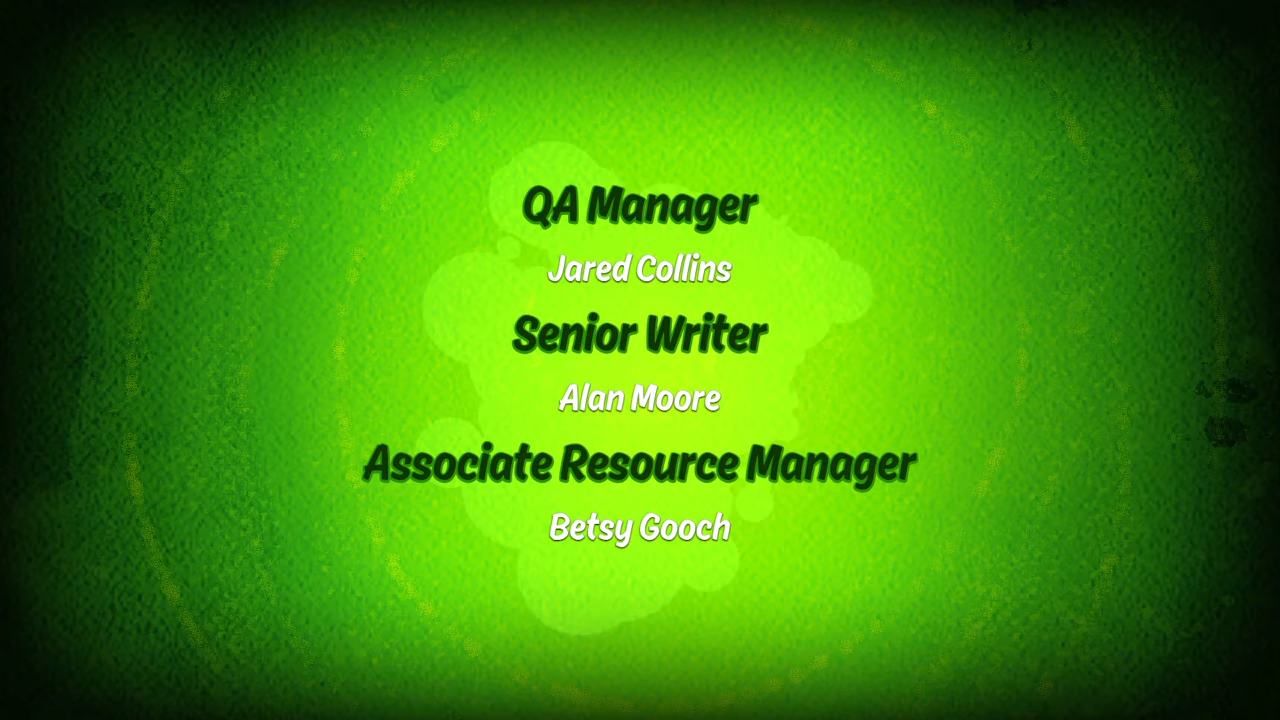 QA Manager
Jared Collins
Senior Writer
Alan Moore
Associate Resource Manager
Betsy Gooch